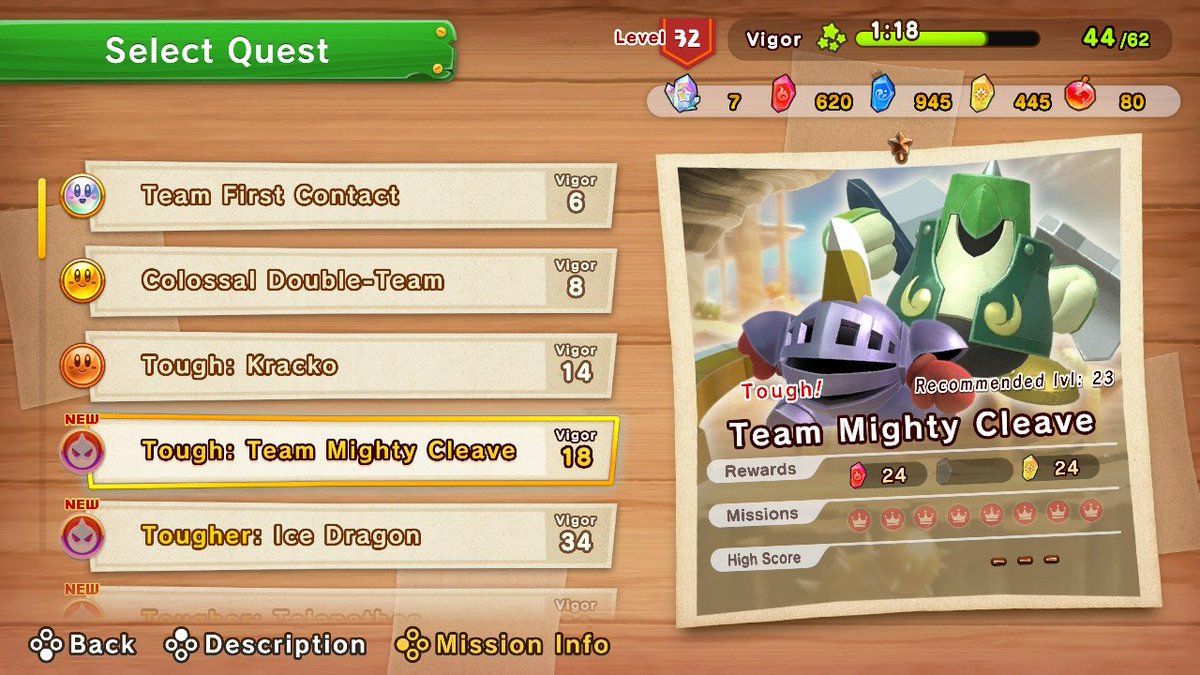 Select Quest
Level 32
Vigor 1:18 44/62
7 620 945 445 80
Team First Contact Vigor 6
Colossal Double-Team Vigor 8
Tough: Kracko Vigor 14
NEW
Tough: Team Mighty Cleave Vigor 18
NEW
Tougher: Ice Dragon Vigor 34
NEW
Tougher: Vigor
Tough! Recommended lvl: 23
Team Mighty Cleave
Rewards 24 24
Missions
High Score - - -
Back Description Mission Info